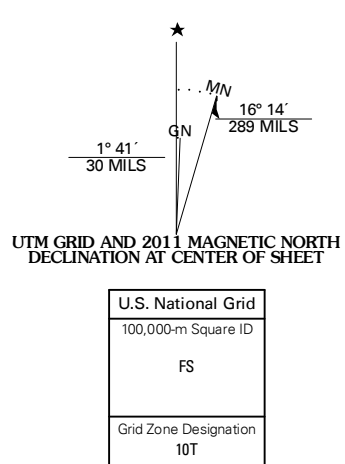 MN
GN
16° 14´
289 MILS
1° 41´
30 MILS
UTM GRID AND 2011 MAGNETIC NORTH
DECLINATION AT CENTER OF SHEET
U.S. National Grid
100,000-m Square ID
FS
Grid Zone Designation
10T